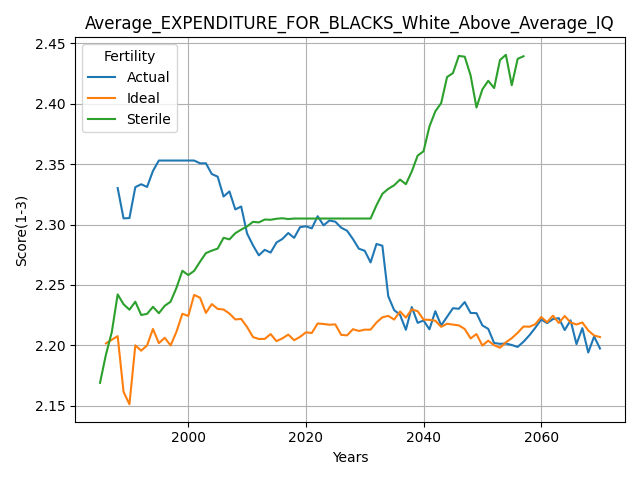 Average_EXPENDITURE_FOR_BLACKS_White_Above_Average_IQ
2.45
2.40
2.35
2.30
2.25
2.20
2.15
Score(1-3)
Fertility
Actual
Ideal
Sterile
2000
2020
2040
2060
Years